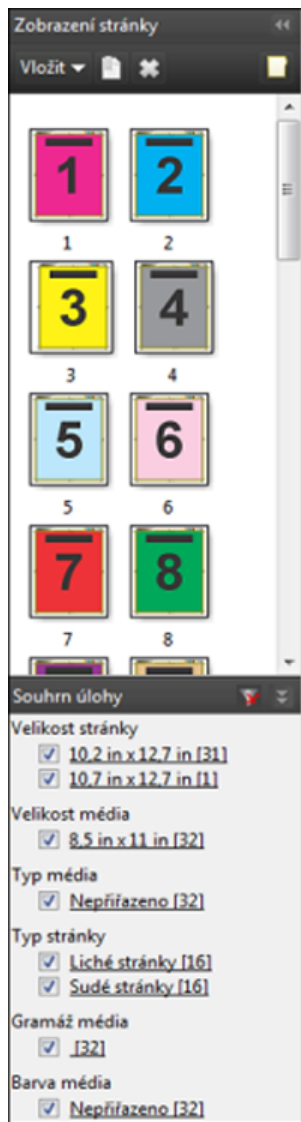 Zobrazení stránky
Vložit
1 2
1 2
3 4
3 4
5 6
5 6
7 8
7 8
Souhrn úlohy
Velikost stránky
10,2 in x 12,7 in [31]
10,7 in x 12,7 in [1]
Velikost média
8,5 in x 11 in [32]
Typ média
Nepřiřazeno [32]
Typ stránky
Liché stránky [16]
Sudé stránky [16]
Gramáž média
[32]
Barva média
Nepřiřazeno [32]